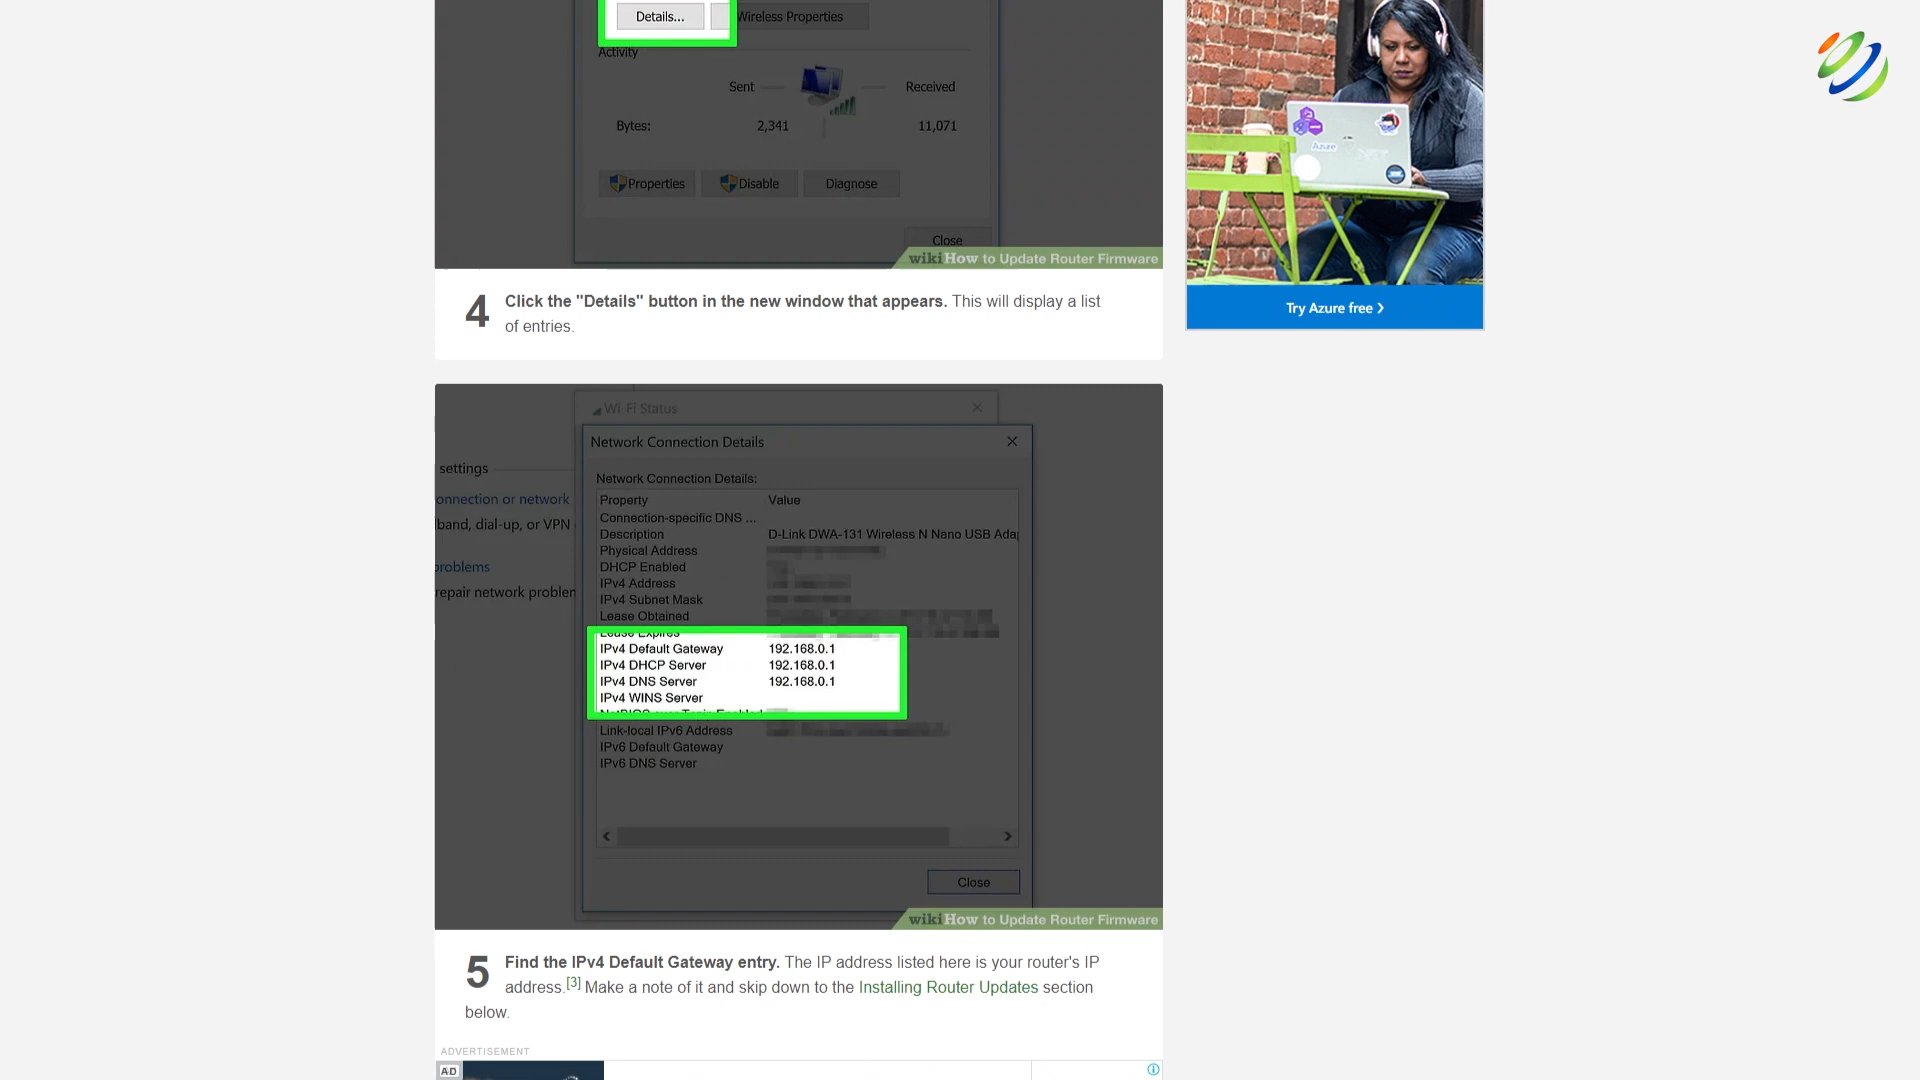 Details...
Wireless Properties
Activity
Sent
Received
Bytes:
2,341
11,071
Properties
Disable
Diagnose
Close
wikiHow to Update Router Firmware
Azure
Try Azure free ❯
4 Click the "Details" button in the new window that appears. This will display a list
of entries.
Wi-Fi Status
Network Connection Details
settings
onnection or network
band, dial-up, or VPN
problems
repair network problem
Network Connection Details:
Property Value
Connection-specific DNS ...
Description D-Link DWA-131 Wireless N Nano USB Ada
Physical Address
DHCP Enabled
IPv4 Address
IPv4 Subnet Mask
Lease Obtained
Lease Expires
IPv4 Default Gateway 192.168.0.1
IPv4 DHCP Server 192.168.0.1
IPv4 DNS Server 192.168.0.1
IPv4 WINS Server
NetBIOS over Tcpip Enabled
Link-local IPv6 Address
IPv6 Default Gateway
IPv6 DNS Server
Close
wikiHow to Update Router Firmware
5 Find the IPv4 Default Gateway entry. The IP address listed here is your router's IP
address.[3] Make a note of it and skip down to the Installing Router Updates section
below.
ADVERTISEMENT
AD